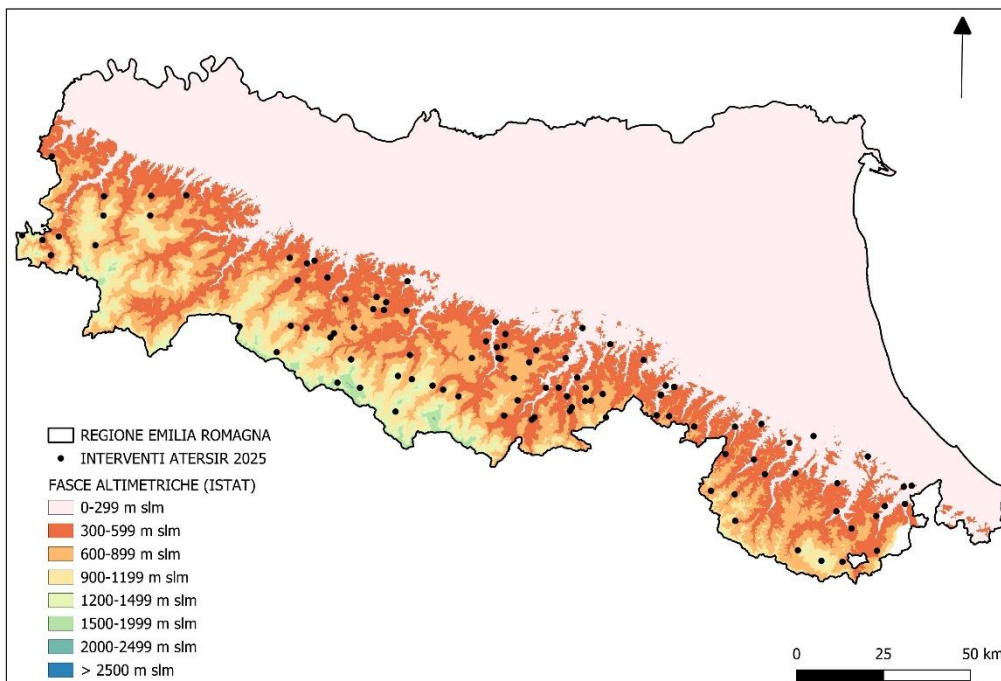 REGIONE EMILIA ROMAGNA
INTERVENTI ATERSIR 2025
FASCE ALTIMETRICHE (ISTAT)
0-299 m slm
300-599 m slm
600-899 m slm
900-1199 m slm
1200-1499 m slm
1500-1999 m slm
2000-2499 m slm
> 2500 m slm
0 25 50 km